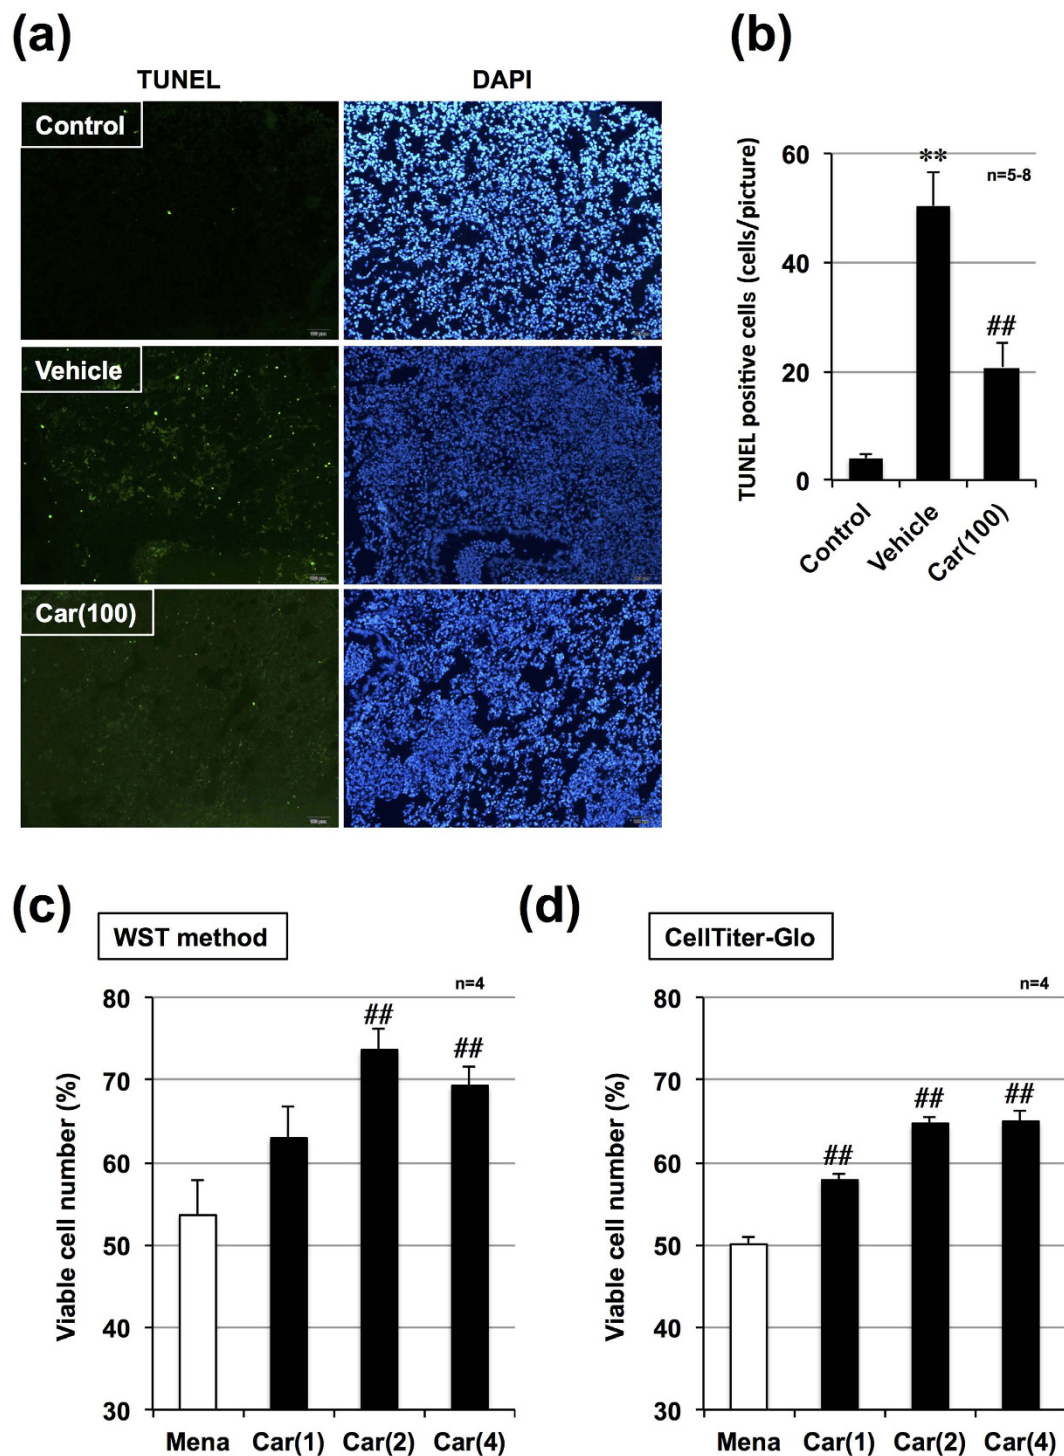 (a)
TUNEL DAPI
Control
Vehicle
Car(100)
(b)
TUNEL positive cells (cells/picture)
60
40
20
0
**
n=5-8
##
Control Vehicle Car(100)
(c)
WST method
n=4
Viable cell number (%)
80
70
60
50
40
30
## ##
Mena Car(1) Car(2) Car(4)
(d)
CellTiter-Glo
n=4
Viable cell number (%)
80
70
60
50
40
30
## ## ##
Mena Car(1) Car(2) Car(4)